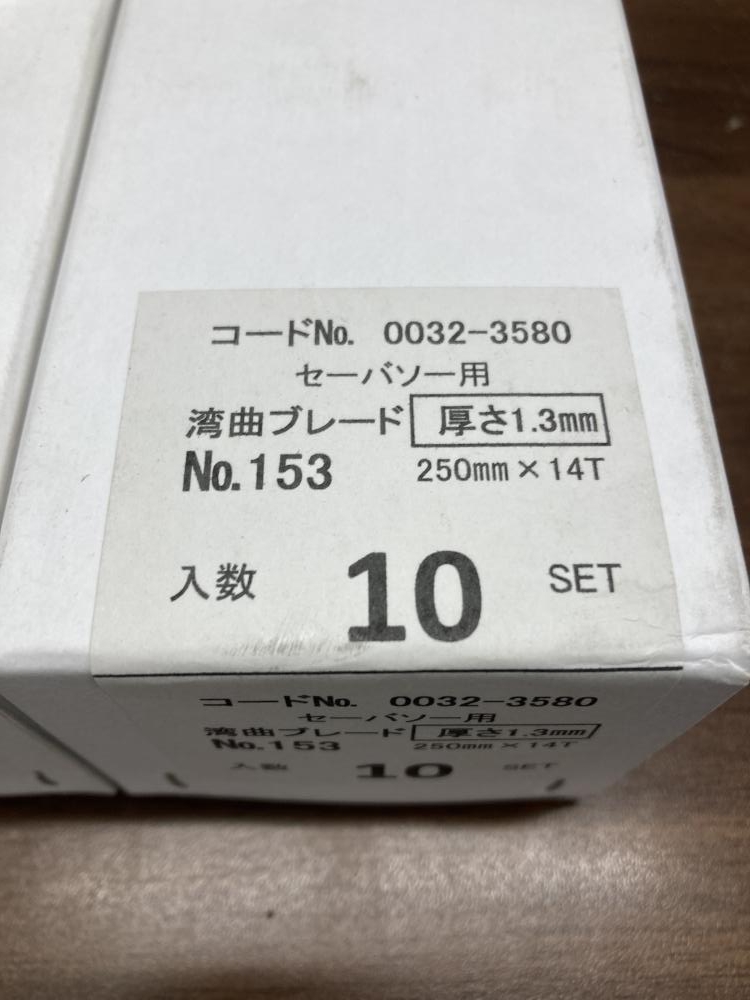 コードNo. 0032-3580
セーバソー用
湾曲ブレード 厚さ1.3mm
No.153 250mm×14T
入数 10 SET
コードNo. 0032-3580
セーバソー用
湾曲ブレード 厚さ1.3mm
No.153 250mm×14T
入数 10 SET